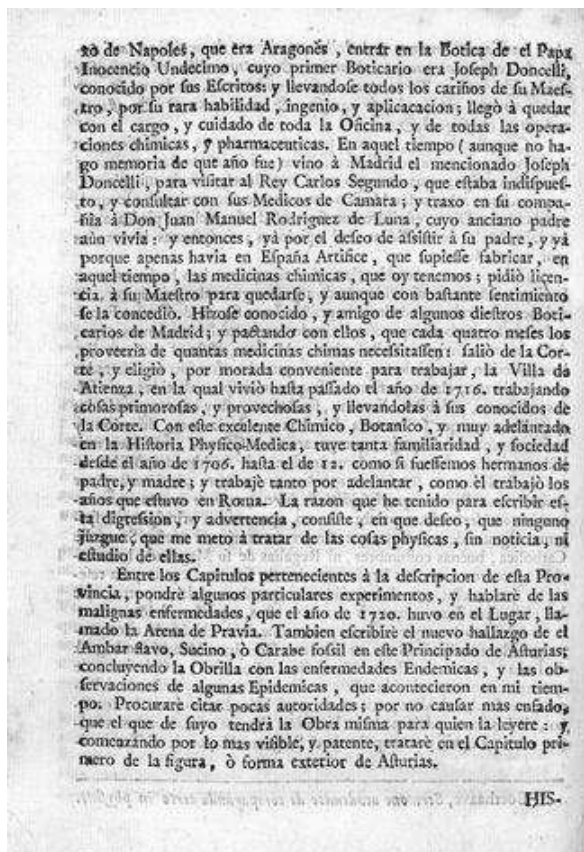 tò de Napoles, que era Aragonès, entrár en la Botica de el Papa
Inocencio Undecimo, cuyo primer Boticario era Joseph Doncelli,
conocido por sus Escritos: y llevandose todos los cariños de su Maes-
tro, por su rara habilidad, ingenio, y aplicacacion; llegò à quedar
con el cargo, y cuidado de toda la Oficina, y de todas las opera-
ciones chimicas, y pharmaceuticas. En aquel tiempo (aunque no ha-
go memoria de que año fue) vino à Madrid el mencionado Joseph
Doncelli, para visitar al Rey Carlos Segundo, que estaba indispues-
to, y consultar con sus Medicos de Camara; y traxo en su compa-
ñia à Don Juan Manuel Rodriguez de Luna, cuyo anciano padre
aùn vivia: y entonces, yà por el deseo de assistir à su padre, y yà
porque apenas havia en España Artifice, que supiesse fabricar, en
aquel tiempo, las medicinas chimicas, que oy tenemos; pidiò licen-
cia, à su Maestro para quedarse, y aunque con bastante sentimiento
se la concediò. Hizose conocido, y amigo de algunos diestros Boti-
carios de Madrid; y pactando con ellos, que cada quatro meses los
proveeria de quantas medicinas chimas necessitassen: saliò de la Cor-
te, y eligiò, por morada conveniente para trabajar, la Villa de
Atienza, en la qual viviò hasta passado el año de 1716. trabajando
cosas primorosas, y provechosas, y llevandolas à sus conocidos de
la Corte. Con este excelente Chimico, Botanico, y muy adelantado
en la Historia Physico-Medica, tuve tanta familiaridad, y sociedad
desde el año de 1706. hasta el de 12. como si fuessemos hermanos de
padre, y madre; y trabajè tanto por adelantar, como el trabajò los
años que estuvo en Roma. La razon que he tenido para escribir es-
ta digression, y advertencia, consiste, en que deseo, que ninguno
juzgue, que me meto à tratar de las cosas physicas, sin noticia, ni
estudio de ellas.
Entre los Capitulos pertenecientes à la descripcion de esta Pro-
vincia, pondrè algunos particulares experimentos, y hablarè de las
malignas enfermedades, que el año de 1720. huvo en el Lugar, lla-
mado la Arena de Pravia. Tambien escribirè el nuevo hallazgo de el
Ambar flavo, Sucino, ò Carabe fossil en este Principado de Asturias;
concluyendo la Obrilla con las enfermedades Endemicas, y las ob-
servaciones de algunas Epidemicas, que acontecieron en mi tiem-
po. Procurarè citar pocas autoridades; por no causar mas enfado,
que el que de suyo tendrà la Obra misma para quien la leyere: y
comenzando por lo mas visible, y patente, tratarè en el Capitulo pri-
mero de la figura, ò forma exterior de Asturias.
HIS-